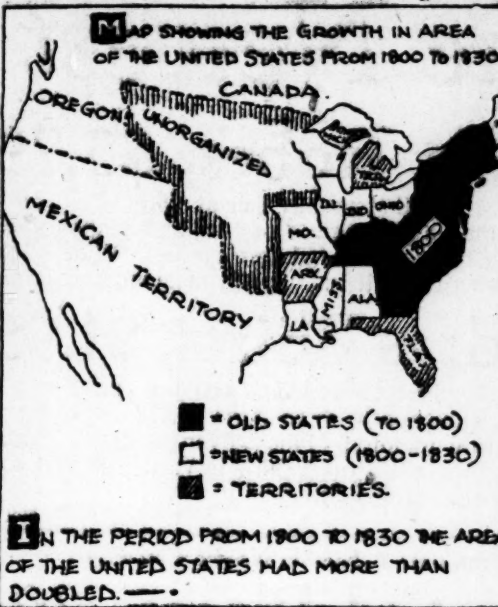 MAP SHOWING THE GROWTH IN AREA
OF THE UNITED STATES FROM 1800 TO 1830
CANADA
OREGON
UNORGANIZED
TER.
ILL.
IND.
OHIO
MO.
1800
MEXICAN TERRITORY
ARK.
MISS.
ALA.
LA.
FLA.
= OLD STATES (TO 1800)
= NEW STATES (1800-1830)
= TERRITORIES.
IN THE PERIOD FROM 1800 TO 1830 THE AREA
OF THE UNITED STATES HAD MORE THAN
DOUBLED.